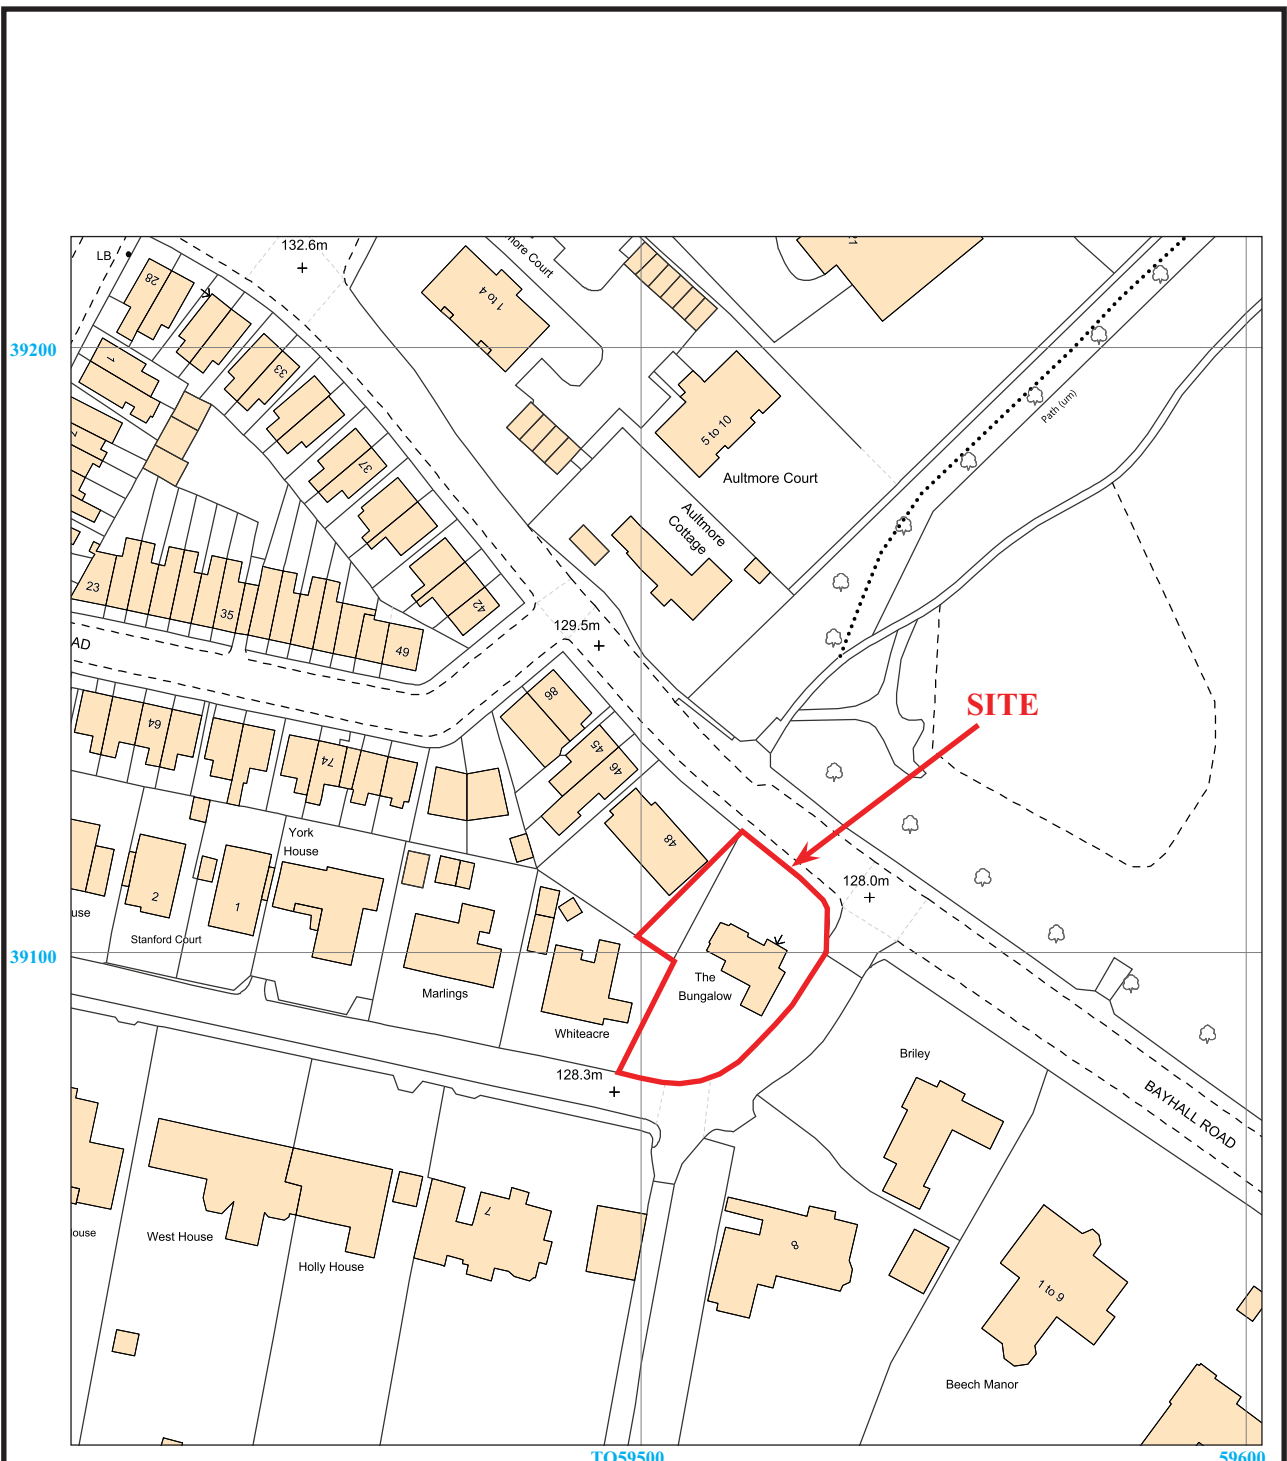 132.6m
LB
more Court
28
1 to 4
33
1
39200
Path (um)
5 to 10
37
Aultmore Court
Aultmore
Cottage
23
35
42
49
129.5m
AD
86
SITE
64
45
46
74
48
York
House
128.0m
2
1
use
Stanford Court
39100
The
Bungalow
Marlings
Whiteacre
128.3m
Briley
BAYHALL ROAD
7
8
ouse
West House
Holly House
1 to 9
Beech Manor
TQ59500
59600